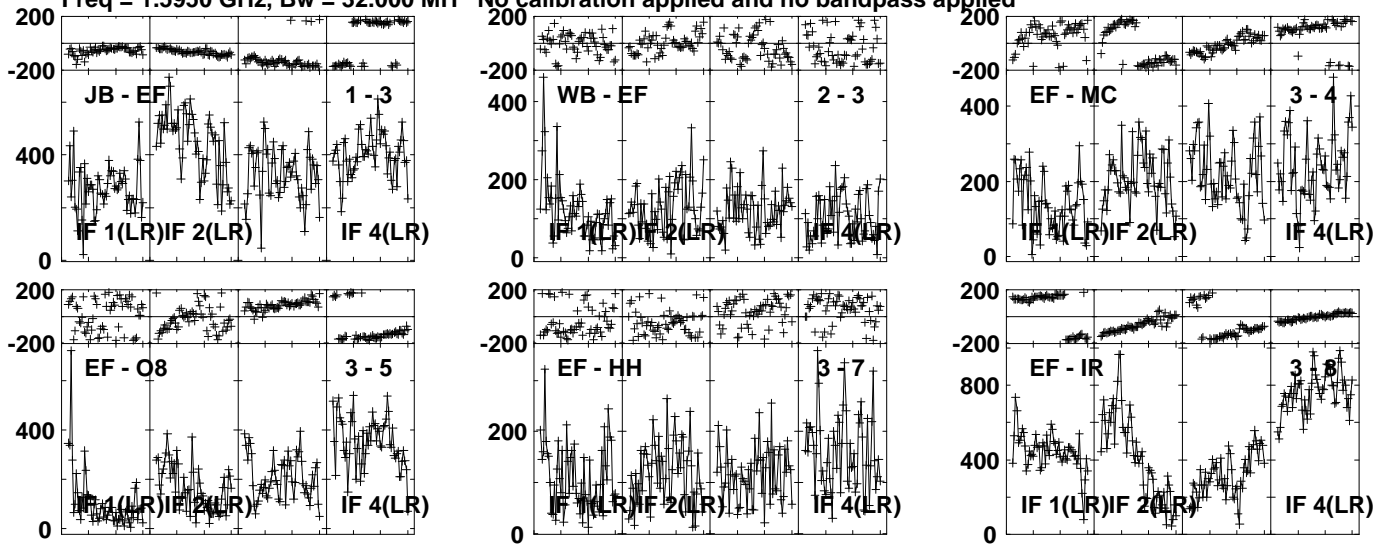 Freq = 1.5950 GHz, Bw = 32.000 MH No calibration applied and no bandpass applied
200
-200
JB - EF 1 - 3
400
IF 1(LR) IF 2(LR) IF 4(LR)
0
WB - EF 2 - 3
400
200
IF 1(LR) IF 2(LR) IF 4(LR)
0
200
-200
EF - MC 3 - 4
400
200
IF 1(LR) IF 2(LR) IF 4(LR)
0
200
-200
EF - O8 3 - 5
400
IF 1(LR) IF 2(LR) IF 4(LR)
0
200
-200
EF - HH 3 - 7
200
IF 1(LR) IF 2(LR) IF 4(LR)
0
200
-200
EF - IR 3 - 8
800
400
IF 1(LR) IF 2(LR) IF 4(LR)
0